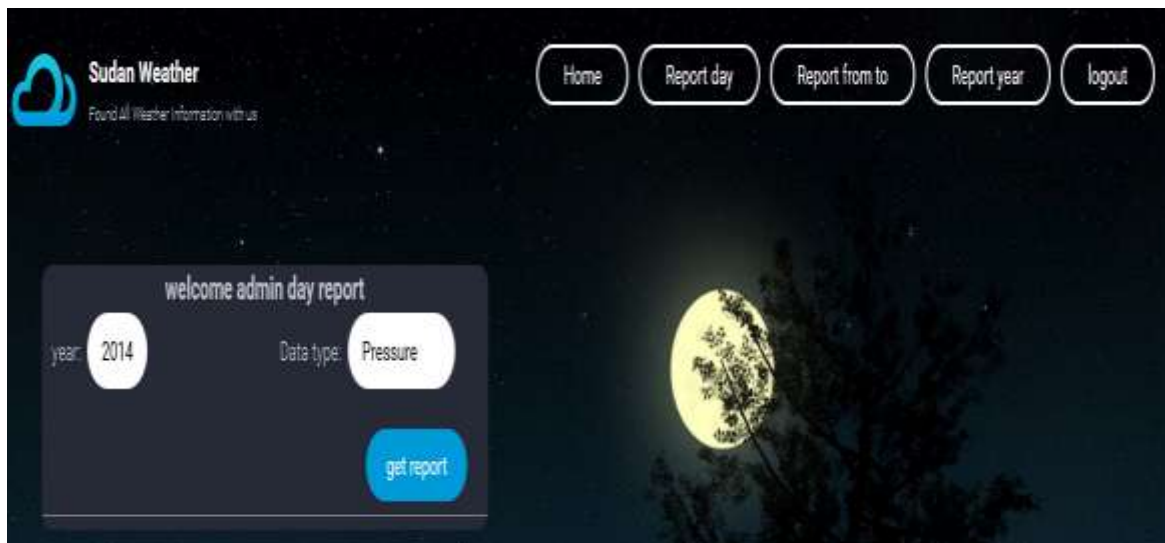 Sudan Weather
Found All Weather Information with us
Home
Report day
Report from to
Report year
logout
welcome admin day report
year: 2014
Data type: Pressure
get report